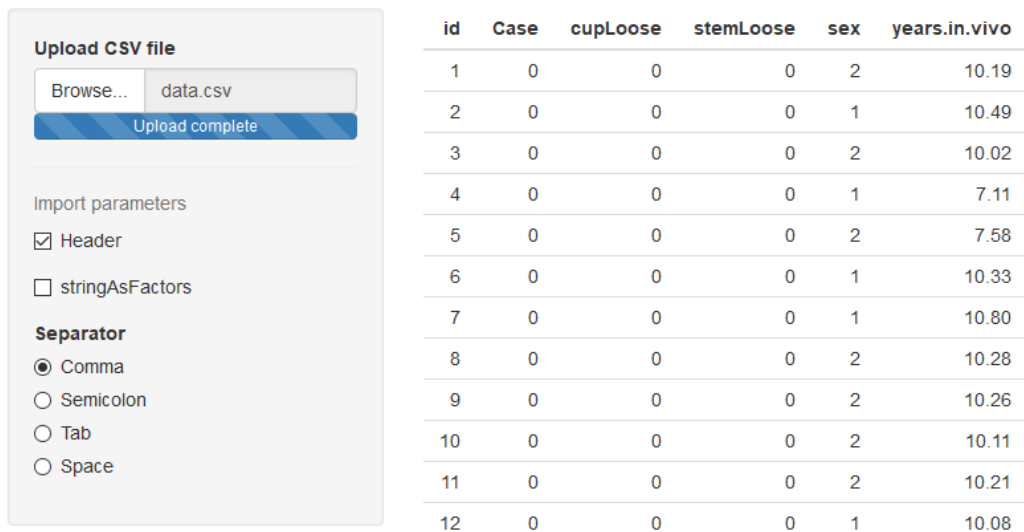 Upload CSV file
Browse... data.csv
Upload complete
Import parameters
Header
stringAsFactors
Separator
Comma
Semicolon
Tab
Space
id Case cupLoose stemLoose sex years.in.vivo
1 0 0 0 2 10.19
2 0 0 0 1 10.49
3 0 0 0 2 10.02
4 0 0 0 1 7.11
5 0 0 0 2 7.58
6 0 0 0 1 10.33
7 0 0 0 1 10.80
8 0 0 0 2 10.28
9 0 0 0 2 10.26
10 0 0 0 2 10.11
11 0 0 0 2 10.21
12 0 0 0 1 10.08